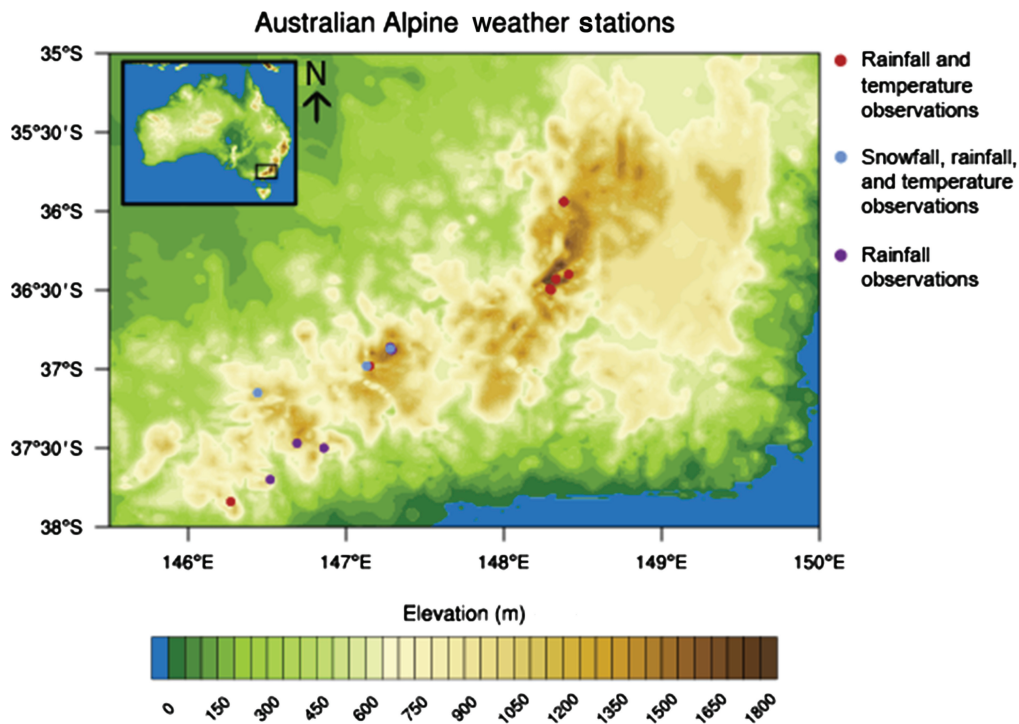 Australian Alpine weather stations
35°S
35°30'S
36°S
36°30'S
37°S
37°30'S
38°S
N
146°E
147°E
148°E
149°E
150°E
Rainfall and
temperature
observations
Snowfall, rainfall,
and temperature
observations
Rainfall
observations
Elevation (m)
0
150
300
450
600
750
900
1050
1200
1350
1500
1650
1800